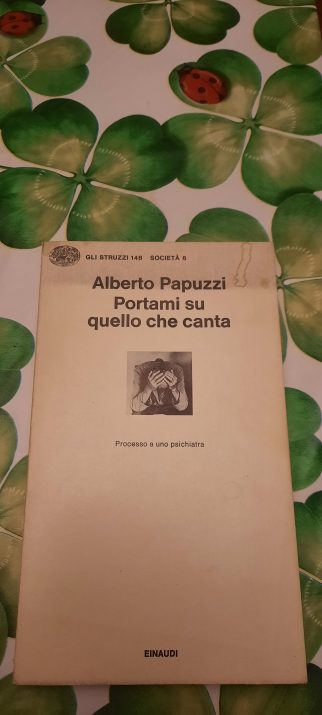 GLI STRUZZI 148 SOCIETÀ 6
Alberto Papuzzi
Portami su
quello che canta
Processo a uno psichiatra
EINAUDI